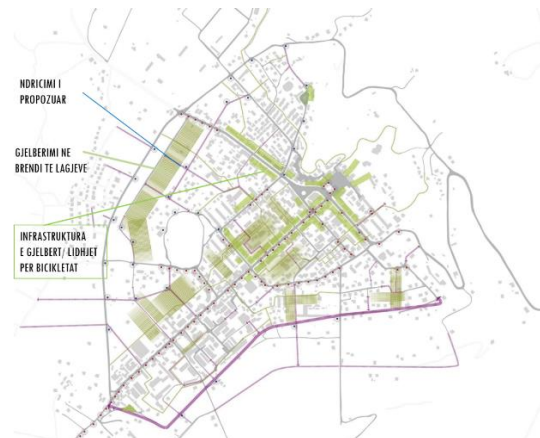 NDRICIMI I
PROPOZUAR
GJELBERIMI NE
BRENDI TE LAGJEVE
INFRASTRUKTURA
E GJELBERT/ LIDHJET
PER BICIKLETAT